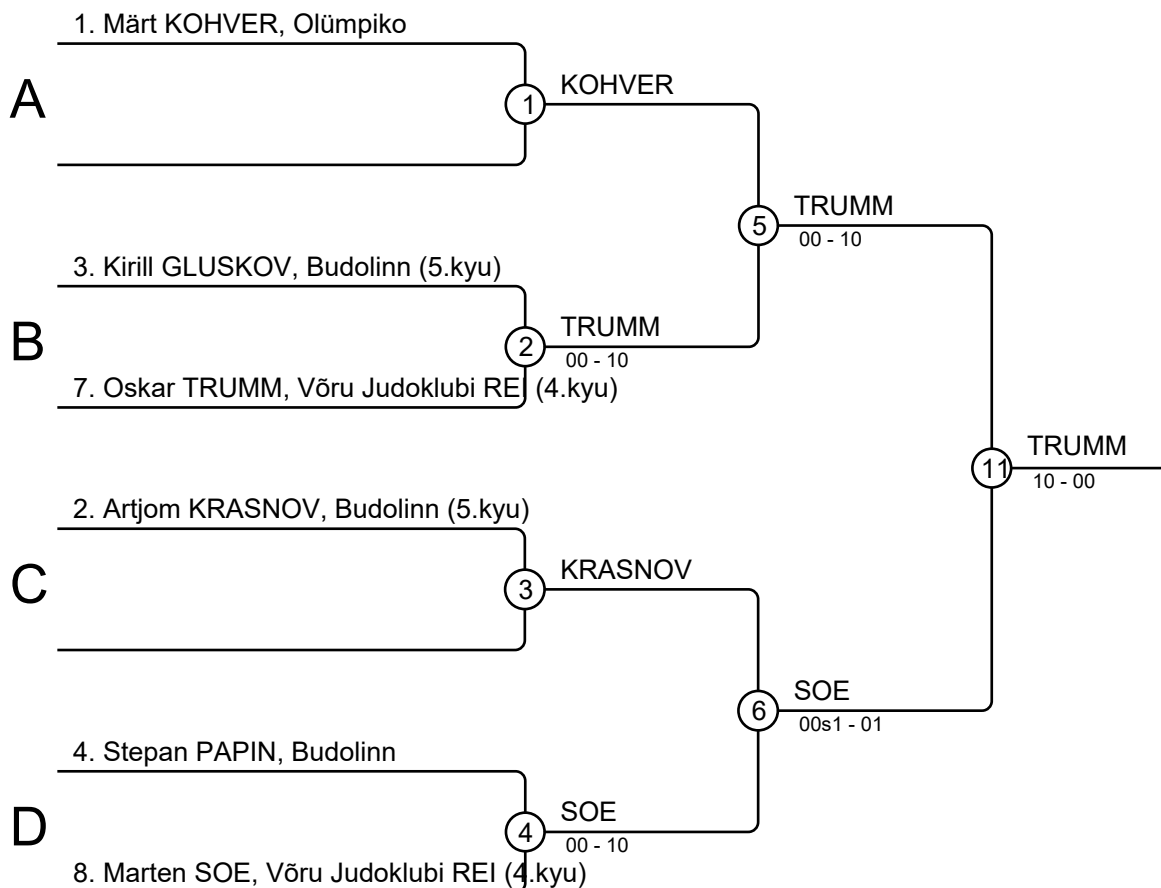 1. Märt KOHVER, Olümpiko
A
1
KOHVER
5
TRUMM
00 - 10
3. Kirill GLUSKOV, Budolinn (5.kyu)
B
2
TRUMM
00 - 10
7. Oskar TRUMM, Võru Judoklubi REI (4.kyu)
11
TRUMM
10 - 00
2. Artjom KRASNOV, Budolinn (5.kyu)
C
3
KRASNOV
6
SOE
00s1 - 01
4. Stepan PAPIN, Budolinn
D
4
SOE
00 - 10
8. Marten SOE, Võru Judoklubi REI (4.kyu)